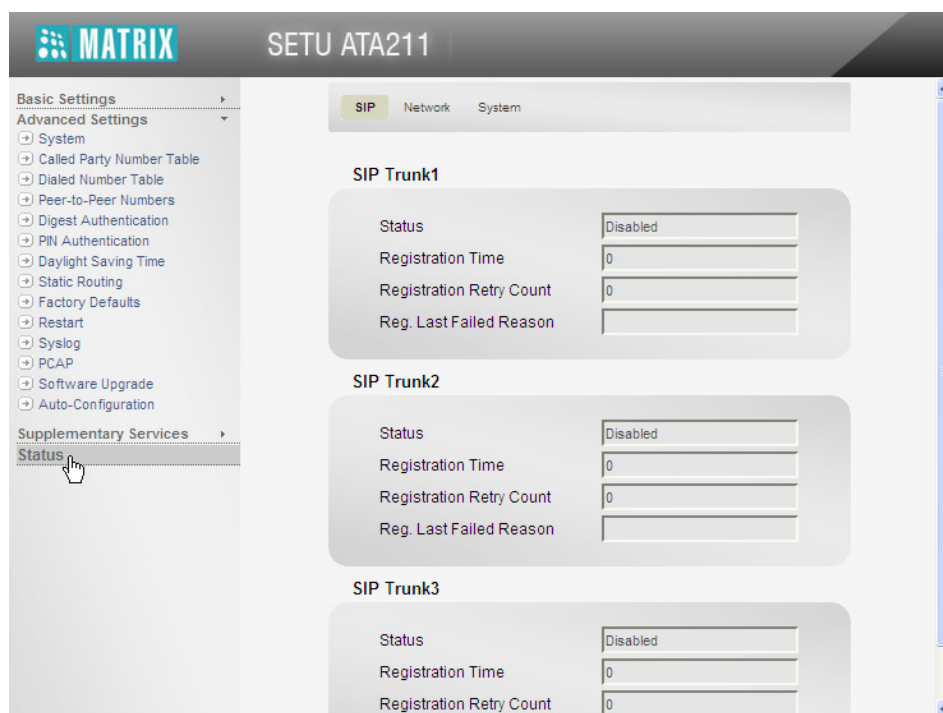 MATRIX
SETU ATA211
Basic Settings
Advanced Settings
System
Called Party Number Table
Dialed Number Table
Peer-to-Peer Numbers
Digest Authentication
PIN Authentication
Daylight Saving Time
Static Routing
Factory Defaults
Restart
Syslog
PCAP
Software Upgrade
Auto-Configuration
Supplementary Services
Status
SIP Network System
SIP Trunk1
Status Disabled
Registration Time 0
Registration Retry Count 0
Reg. Last Failed Reason
SIP Trunk2
Status Disabled
Registration Time 0
Registration Retry Count 0
Reg. Last Failed Reason
SIP Trunk3
Status Disabled
Registration Time 0
Registration Retry Count 0